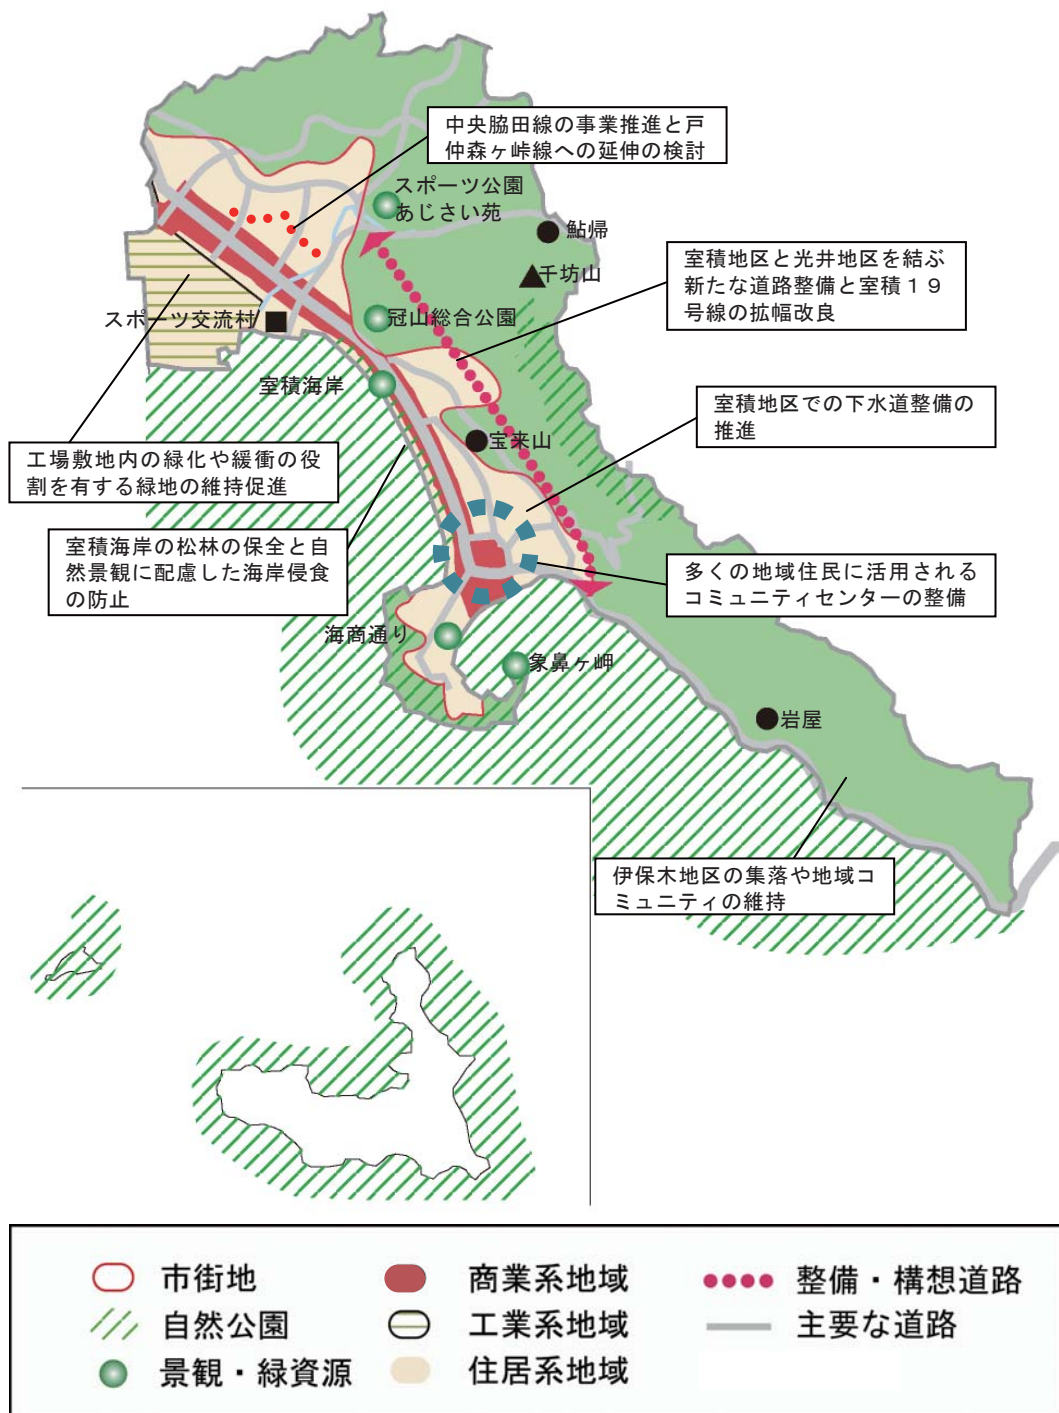 中央脇田線の事業推進と戸
仲森ヶ峠線への延伸の検討
スポーツ公園
あじさい苑
鮎帰
千坊山
室積地区と光井地区を結ぶ
新たな道路整備と室積１９
号線の拡幅改良
スポーツ交流村
冠山総合公園
室積海岸
室積地区での下水道整備の
推進
宝来山
工場敷地内の緑化や緩衝の役
割を有する緑地の維持促進
室積海岸の松林の保全と自
然景観に配慮した海岸侵食
の防止
多くの地域住民に活用される
コミュニティセンターの整備
海商通り
象鼻ヶ岬
岩屋
伊保木地区の集落や地域コ
ミュニティの維持
市街地
商業系地域
整備・構想道路
自然公園
工業系地域
主要な道路
景観・緑資源
住居系地域